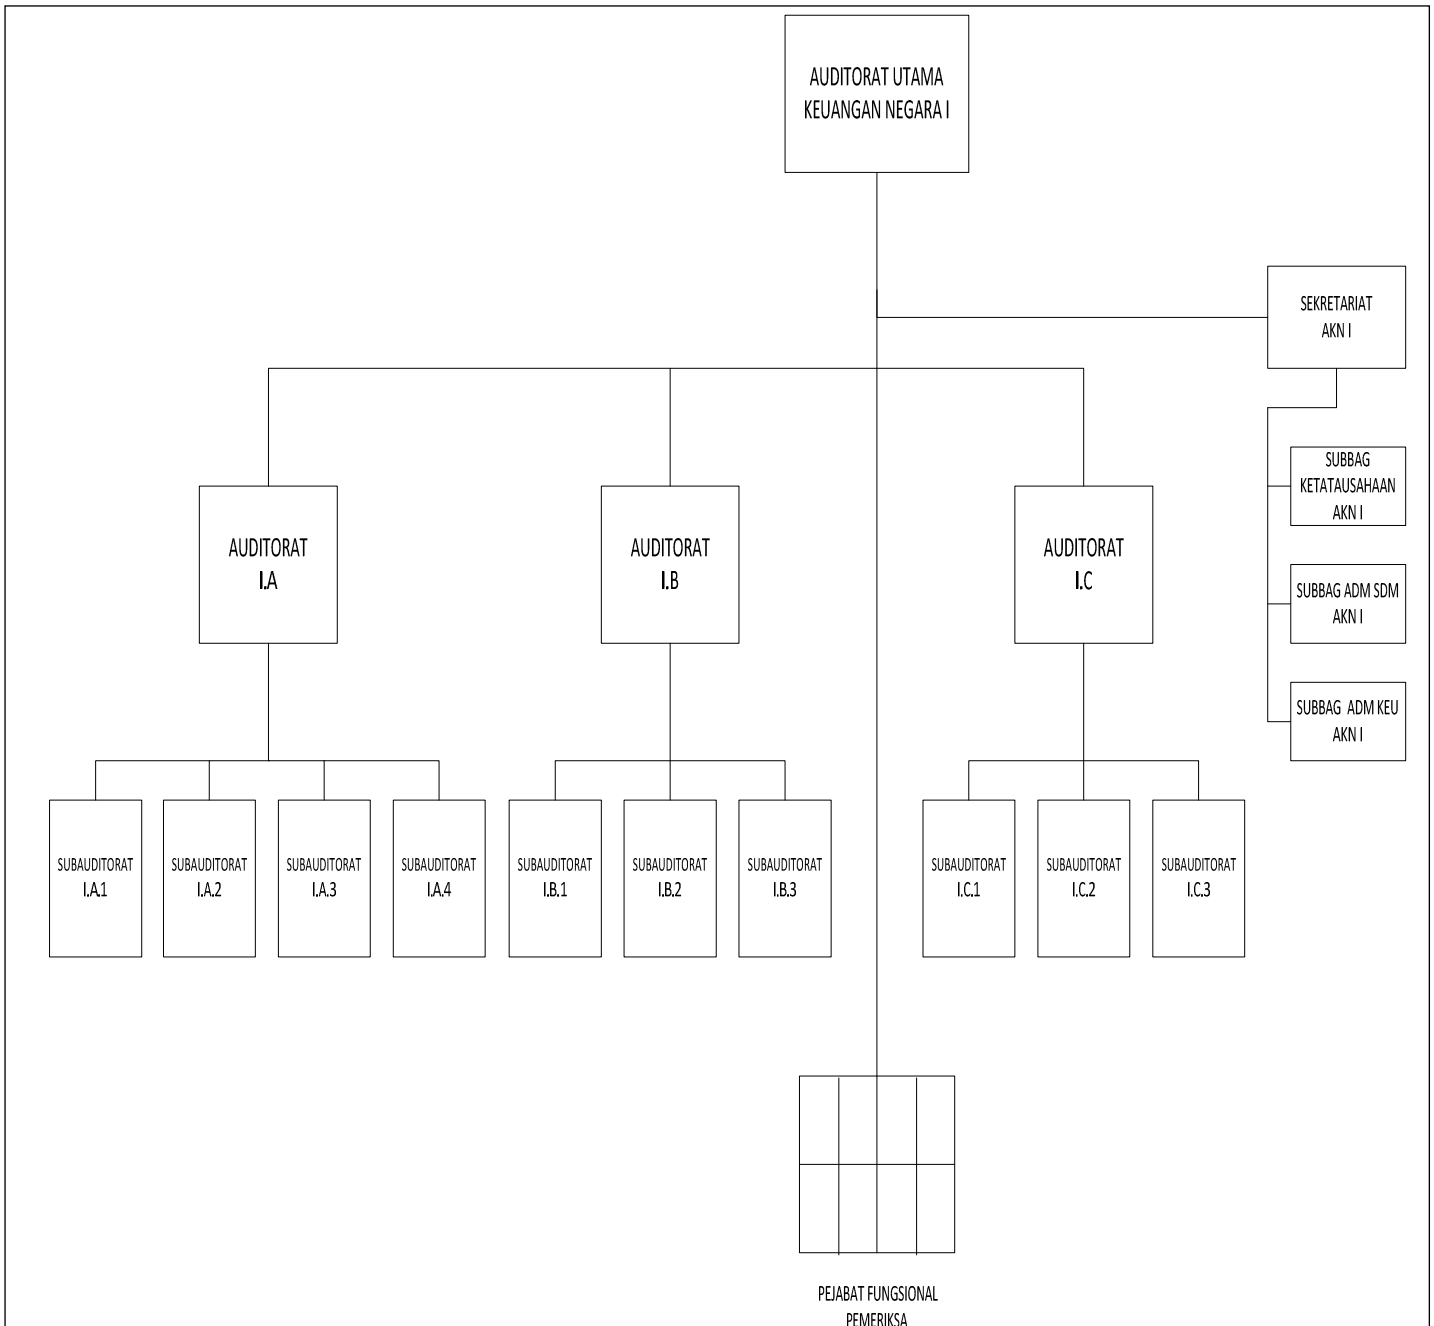 AUDITORAT UTAMA
KEUANGAN NEGARA I
SEKRETARIAT
AKN I
SUBBAG
KETATAUSAHAAN
AKN I
SUBBAG ADM SDM
AKN I
SUBBAG ADM KEU
AKN I
AUDITORAT
I.A
AUDITORAT
I.B
AUDITORAT
I.C
SUBAUDITORAT
I.A.1
SUBAUDITORAT
I.A.2
SUBAUDITORAT
I.A.3
SUBAUDITORAT
I.A.4
SUBAUDITORAT
I.B.1
SUBAUDITORAT
I.B.2
SUBAUDITORAT
I.B.3
SUBAUDITORAT
I.C.1
SUBAUDITORAT
I.C.2
SUBAUDITORAT
I.C.3
PEJABAT FUNGSIONAL
PEMERIKSA